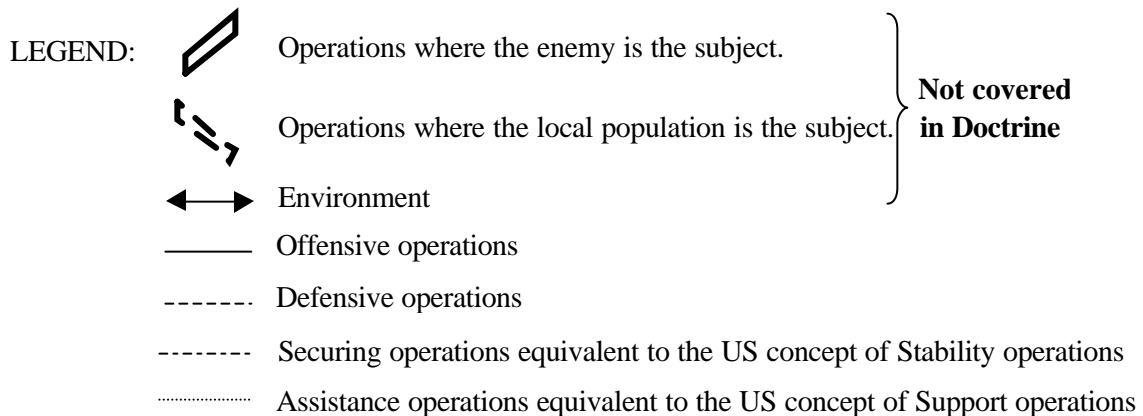 LEGEND: Operations where the enemy is the subject.
Not covered
in Doctrine
Operations where the local population is the subject.
Environment
Offensive operations
Defensive operations
Securing operations equivalent to the US concept of Stability operations
Assistance operations equivalent to the US concept of Support operations